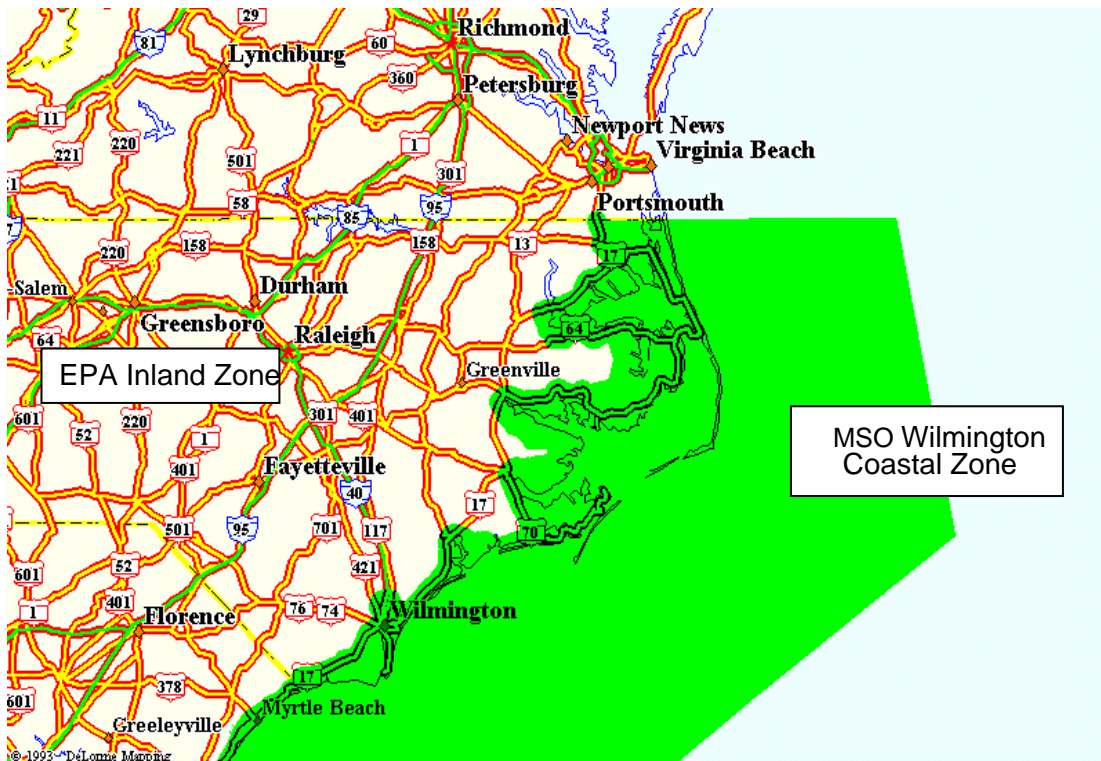 29
Richmond
81
60
Lynchburg
360
Petersburg
11
Newport News
220
1
221
501
Virginia Beach
301
58
95
Portsmouth
85
158
158
13
220
17
-Salem
Durham
Greensboro
64
64
Raleigh
EPA Inland Zone
Greenville
601
220
301
401
52
1
MSO Wilmington
Coastal Zone
401
Fayetteville
40
17
501
95
701
117
70
52
421
601
401
1
Florence
76
74
Wilmington
17
378
601
Myrtle Beach
Greeleyville
© 1993 DeLorme Mapping